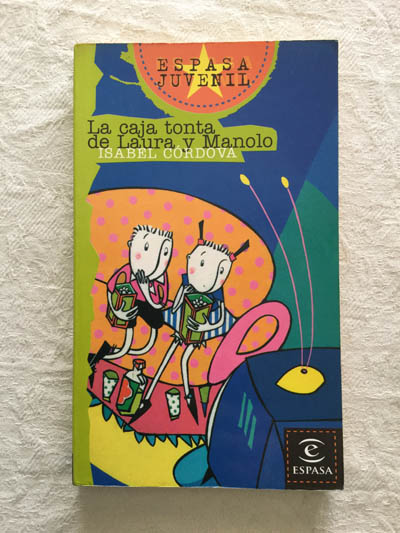 ESPASA
JUVENIL
La caja tonta
de Laura y Manolo
ISABEL CÓRDOVA
e
ESPASA